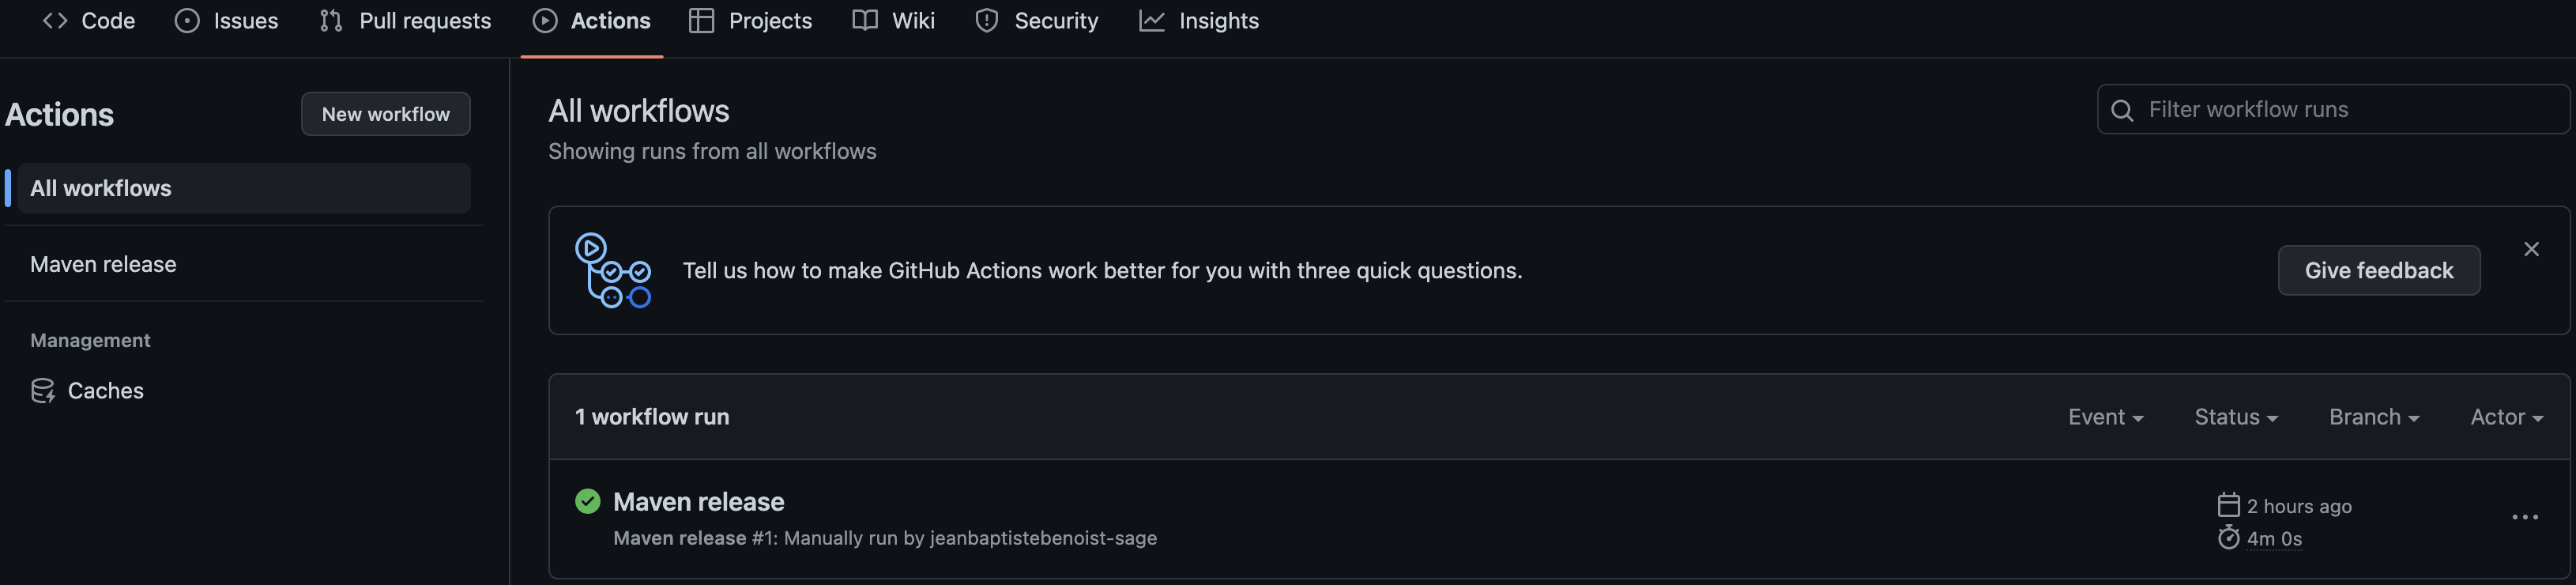 Code Issues Pull requests Actions Projects Wiki Security Insights
Actions
New workflow
All workflows
Maven release
Management
Caches
All workflows
Showing runs from all workflows
Filter workflow runs
Tell us how to make GitHub Actions work better for you with three quick questions.
Give feedback
1 workflow run
Event Status Branch Actor
Maven release
Maven release #1: Manually run by jeanbaptistebenoist-sage
2 hours ago
4m 0s